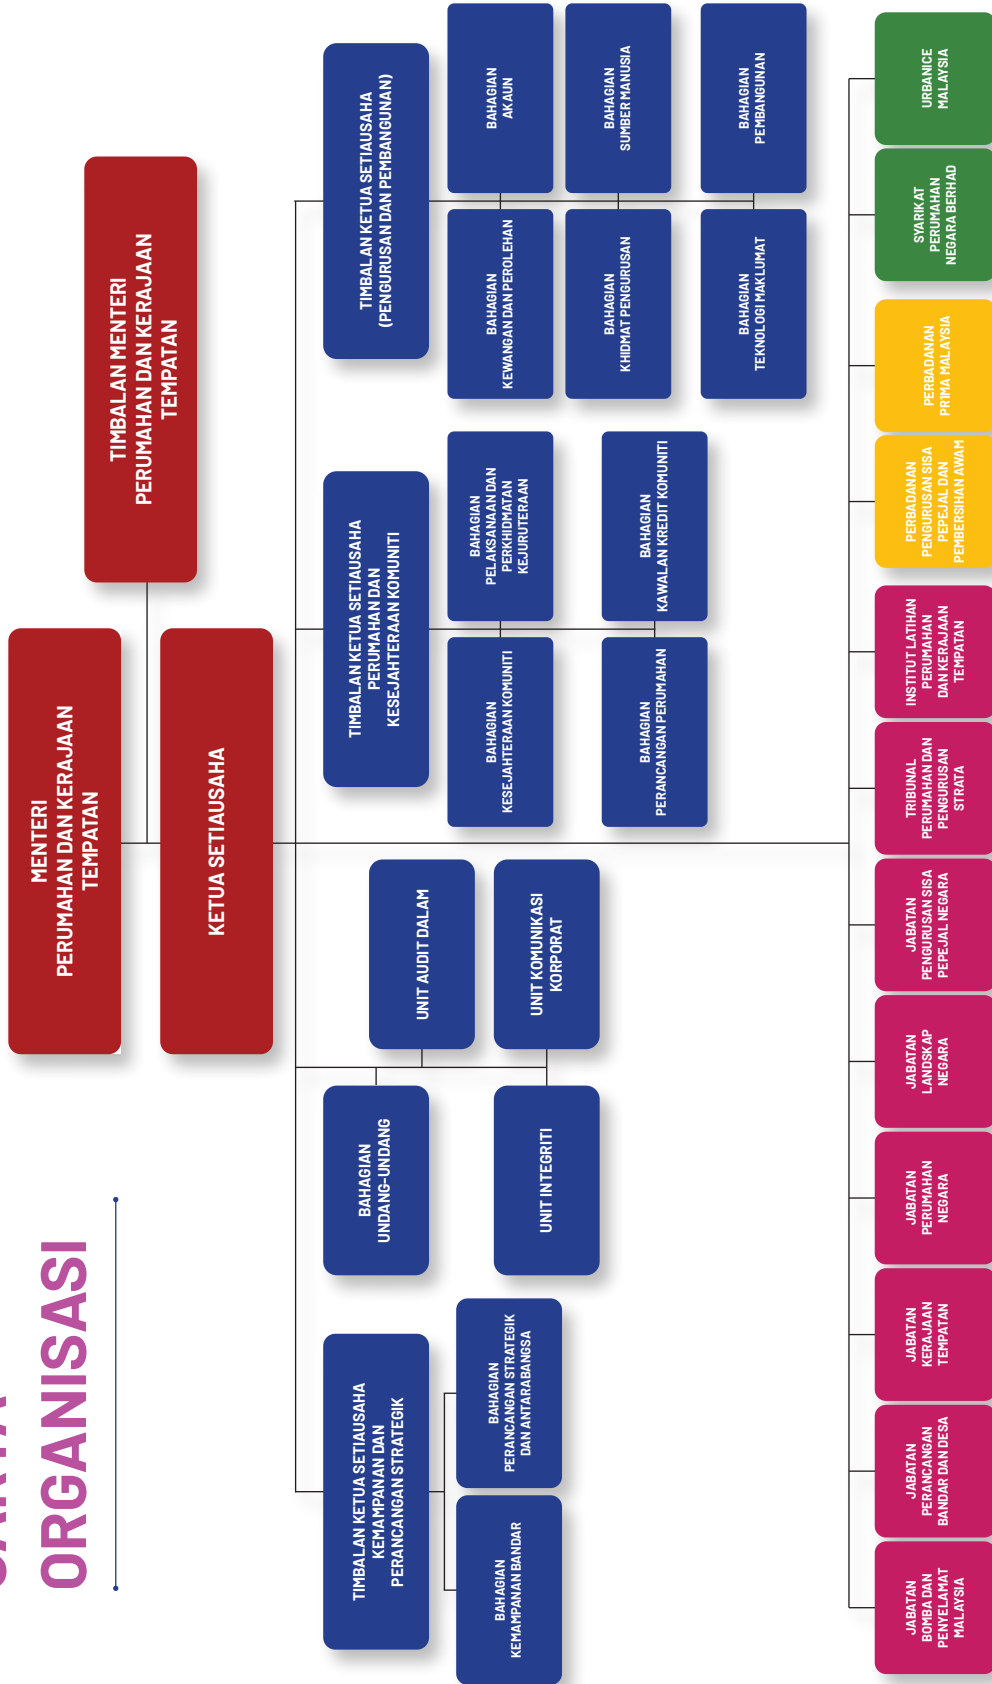 CARTA
ORGANISASI
MENTERI
PERUMAHAN DAN KERAJAAN
TEMPATAN
TIMBALAN MENTERI
PERUMAHAN DAN KERAJAAN
TEMPATAN
KETUA SETIAUSAHA
TIMBALAN KETUA SETIAUSAHA
KEMAMPANAN DAN
PERANCANGAN STRATEGIK
BAHAGIAN
KEMAMPANAN BANDAR
BAHAGIAN
PERANCANGAN STRATEGIK
DAN ANTARABANGSA
BAHAGIAN
UNDANG-UNDANG
UNIT AUDIT DALAM
UNIT INTEGRITI
UNIT KOMUNIKASI
KORPORAT
TIMBALAN KETUA SETIAUSAHA
PERUMAHAN DAN
KESEJAHTERAAN KOMUNITI
BAHAGIAN
KESEJAHTERAAN KOMUNITI
BAHAGIAN
PELAKSANAAN DAN
PERKHIDMATAN
KEJURUTERAAN
BAHAGIAN
PERANCANGAN PERUMAHAN
BAHAGIAN
KAWALAN KREDIT KOMUNITI
TIMBALAN KETUA SETIAUSAHA
(PENGURUSAN DAN PEMBANGUNAN)
BAHAGIAN
KEWANGAN DAN PEROLEHAN
BAHAGIAN
AKAUN
BAHAGIAN
KHIDMAT PENGURUSAN
BAHAGIAN
SUMBER MANUSIA
BAHAGIAN
TEKNOLOGI MAKLUMAT
BAHAGIAN
PEMBANGUNAN
JABATAN
BOMBA DAN
PENYELAMAT
MALAYSIA
JABATAN
PERANCANGAN
BANDAR DAN DESA
JABATAN
KERAJAAN
TEMPATAN
JABATAN
PERUMAHAN
NEGARA
JABATAN
LANDSKAP
NEGARA
JABATAN
PENGURUSAN SISA
PEPEJAL NEGARA
TRIBUNAL
PERUMAHAN DAN
PENGURUSAN
STRATA
INSTITUT LATIHAN
PERUMAHAN
DAN KERAJAAN
TEMPATAN
PERBADANAN
PENGURUSAN SISA
PEPEJAL DAN
PEMBERSIHAN AWAM
PERBADANAN
PR1MA MALAYSIA
SYARIKAT
PERUMAHAN
NEGARA BERHAD
URBANICE
MALAYSIA